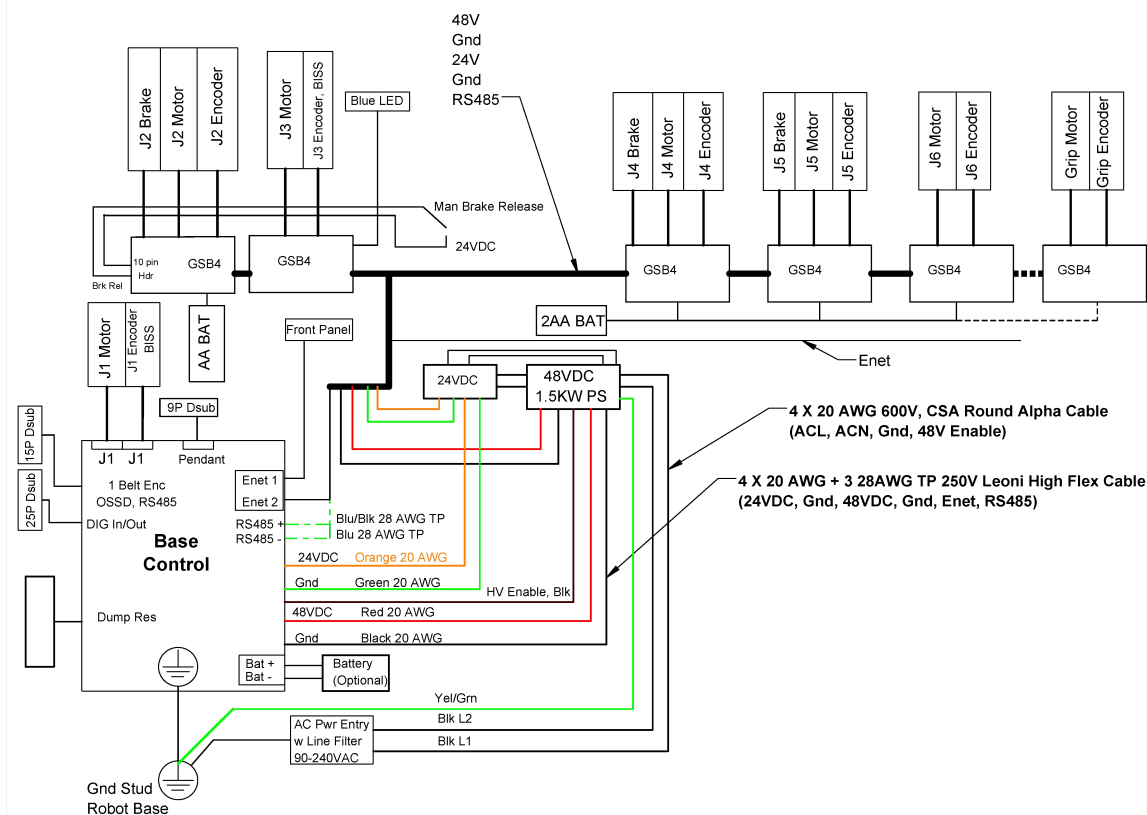 48V
Gnd
24V
Gnd
RS485
J2 Brake
J2 Motor
J2 Encoder
J3 Motor
J3 Encoder, BISS
Blue LED
J4 Brake
J4 Motor
J4 Encoder
J5 Brake
J5 Motor
J5 Encoder
J6 Motor
J6 Encoder
Grip Motor
Grip Encoder
Man Brake Release
24VDC
10 pin
Hdr
GSB4
GSB4
GSB4
GSB4
GSB4
GSB4
Brk Rel
AA BAT
2AA BAT
J1 Motor
J1 Encoder
BISS
Front Panel
Enet
24VDC
48VDC
1.5KW PS
9P Dsub
15P Dsub
25P Dsub
4 X 20 AWG 600V, CSA Round Alpha Cable
(ACL, ACN, Gnd, 48V Enable)
J1
J1
Pendant
1 Belt Enc
OSSD, RS485
DIG In/Out
Enet 1
Enet 2
4 X 20 AWG + 3 28AWG TP 250V Leoni High Flex Cable
(24VDC, Gnd, 48VDC, Gnd, Enet, RS485)
RS485 +
RS485 -
Blu/Blk 28 AWG TP
Blu 28 AWG TP
Base
Control
24VDC
Orange 20 AWG
Gnd
Green 20 AWG
HV Enable, Blk
48VDC
Red 20 AWG
Dump Res
Gnd
Black 20 AWG
Bat +
Bat -
Battery
(Optional)
Yel/Grn
Blk L2
Blk L1
AC Pwr Entry
w Line Filter
90-240VAC
Gnd Stud
Robot Base